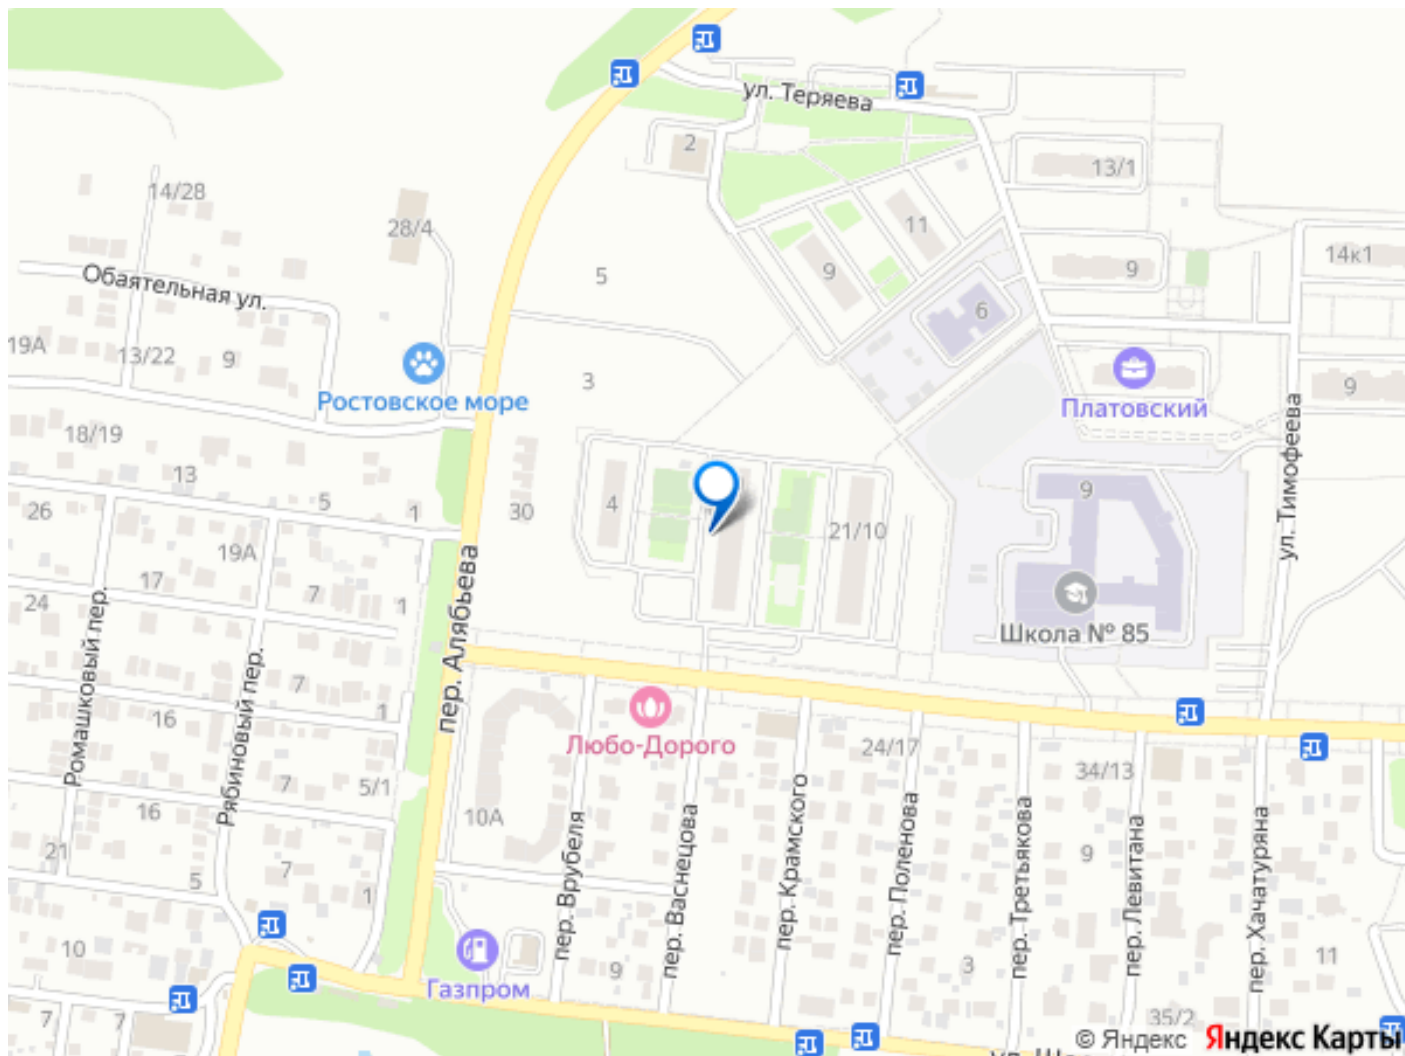 ул. Теряева
2
13/1
14/28
11
28/4
14к1
9
9
5
Обаятельная ул.
6
19А
13/22
9
3
Ростовское море
Платовский
9
18/19
13
5
1
26
4
30
21/10
9
ул. Тимофеева
19А
17
7
1
24
пер. Алябьева
Школа № 85
Ромашковый пер.
Рябиновый пер.
7
1
16
Любо-Дорого
24/17
34/13
7
5/1
16
10А
пер. Врубеля
пер. Васнецова
пер. Крамского
пер. Поленова
пер. Третьякова
9
пер. Левитана
пер. Хачатуряна
21
5
7
1
10
9
3
11
Газпром
7
7
35/2
© Яндекс
Яндекс Карты